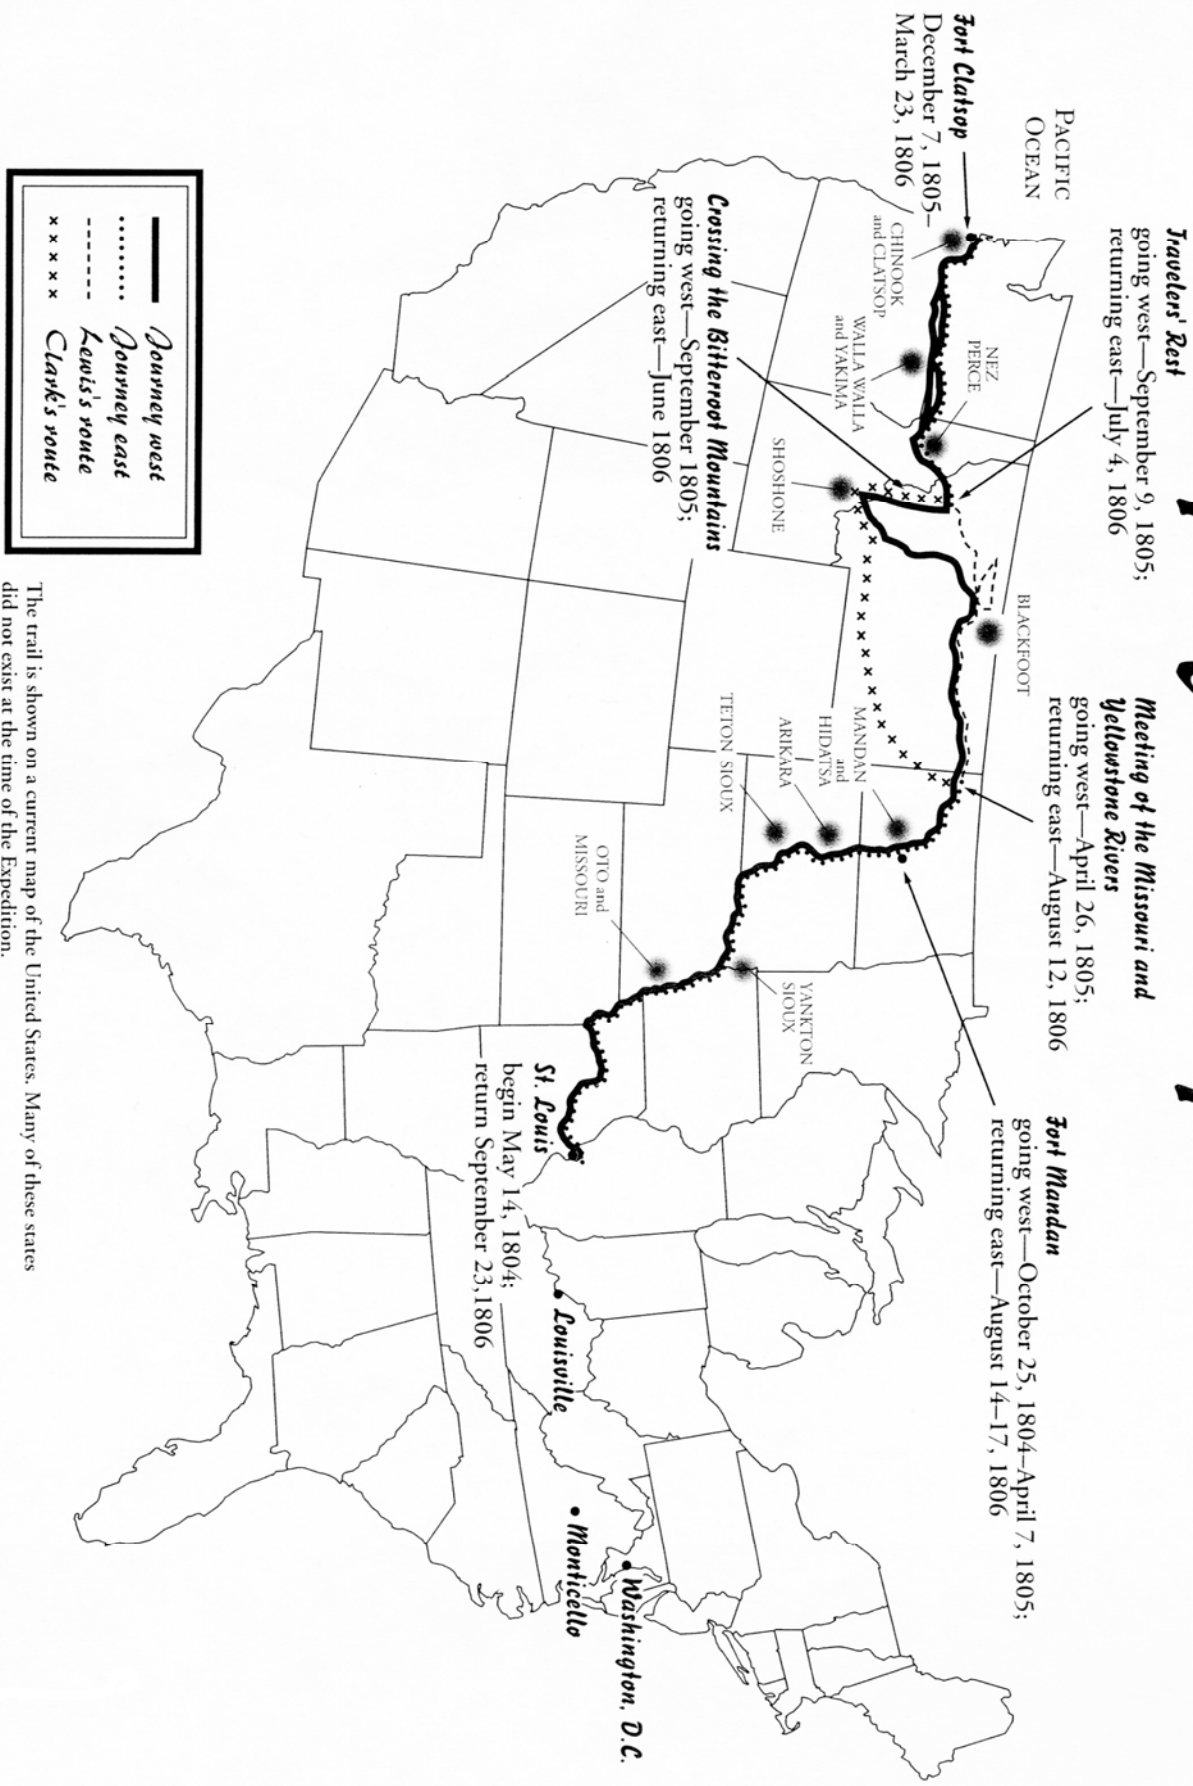 Travelers' Rest
going west—September 9, 1805;
returning east—July 4, 1806
Meeting of the Missouri and
Yellowstone Rivers
going west—April 26, 1805;
returning east—August 12, 1806
Fort Mandan
going west—October 25, 1804–April 7, 1805;
returning east—August 14–17, 1806
PACIFIC
OCEAN
Fort Clatsop
December 7, 1805–
March 23, 1806
BLACKFOOT
NEZ
PERCE
CHINOOK
and CLATSOP
WALLA WALLA
and YAKIMA
SHOSHONE
MANDAN
and
HIDATSA
ARIKARA
TETON SIOUX
YANKTON
SIOUX
OTO and
MISSOURI
Crossing the Bitterroot Mountains
going west—September 1805;
returning east—June 1806
St. Louis
begin May 14, 1804;
return September 23,1806
Louisville
Monticello
Washington, D.C.
Journey west
Journey east
Lewis's route
Clark's route
The trail is shown on a current map of the United States. Many of these states
did not exist at the time of the Expedition.